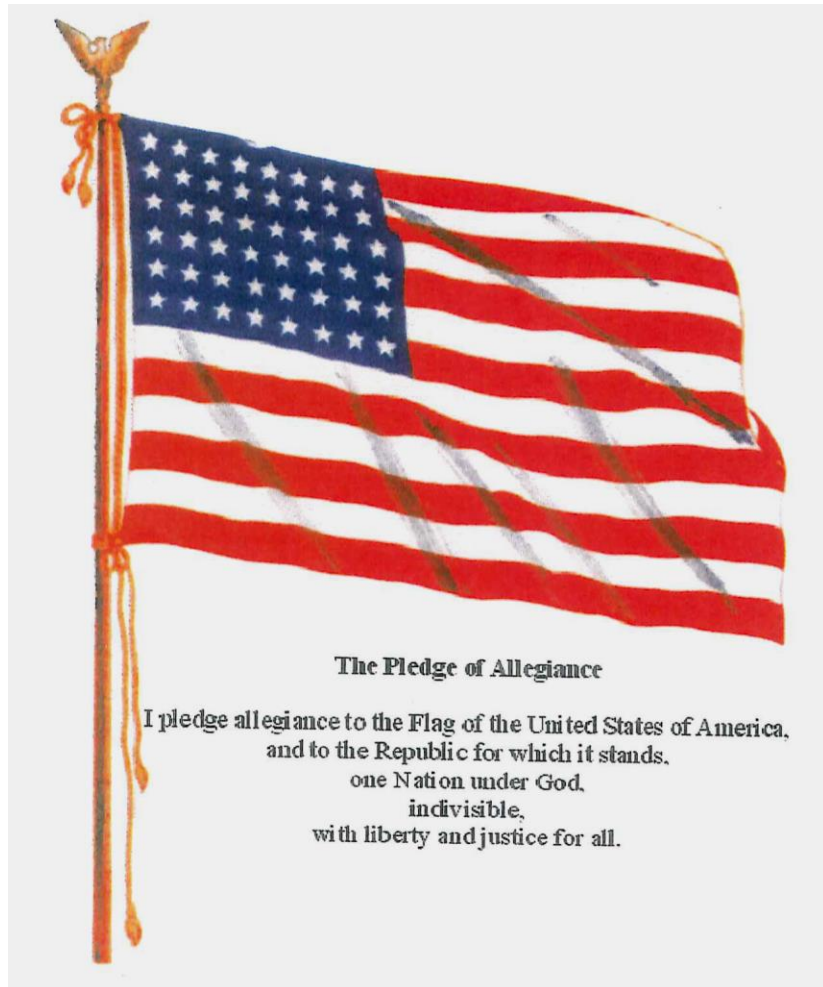 The Pledge of Allegiance
I pledge allegiance to the Flag of the United States of America,
and to the Republic for which it stands,
one Nation under God,
indivisible,
with liberty and justice for all.